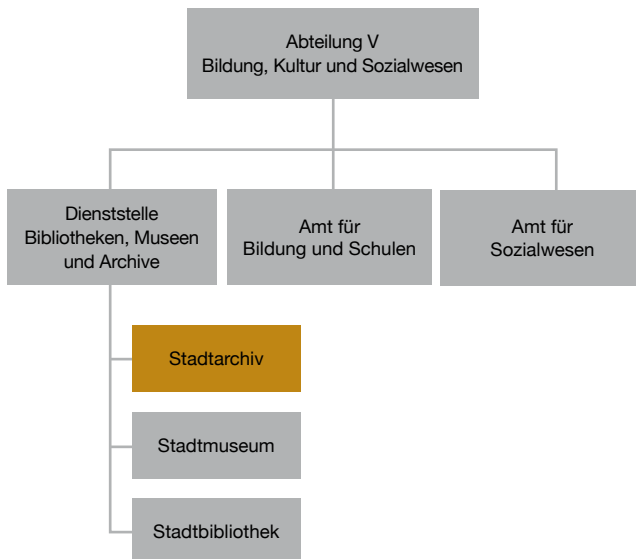 Abteilung V
Bildung, Kultur und Sozialwesen
Dienststelle
Bibliotheken, Museen
und Archive
Amt für
Bildung und Schulen
Amt für
Sozialwesen
Stadtarchiv
Stadtmuseum
Stadtbibliothek